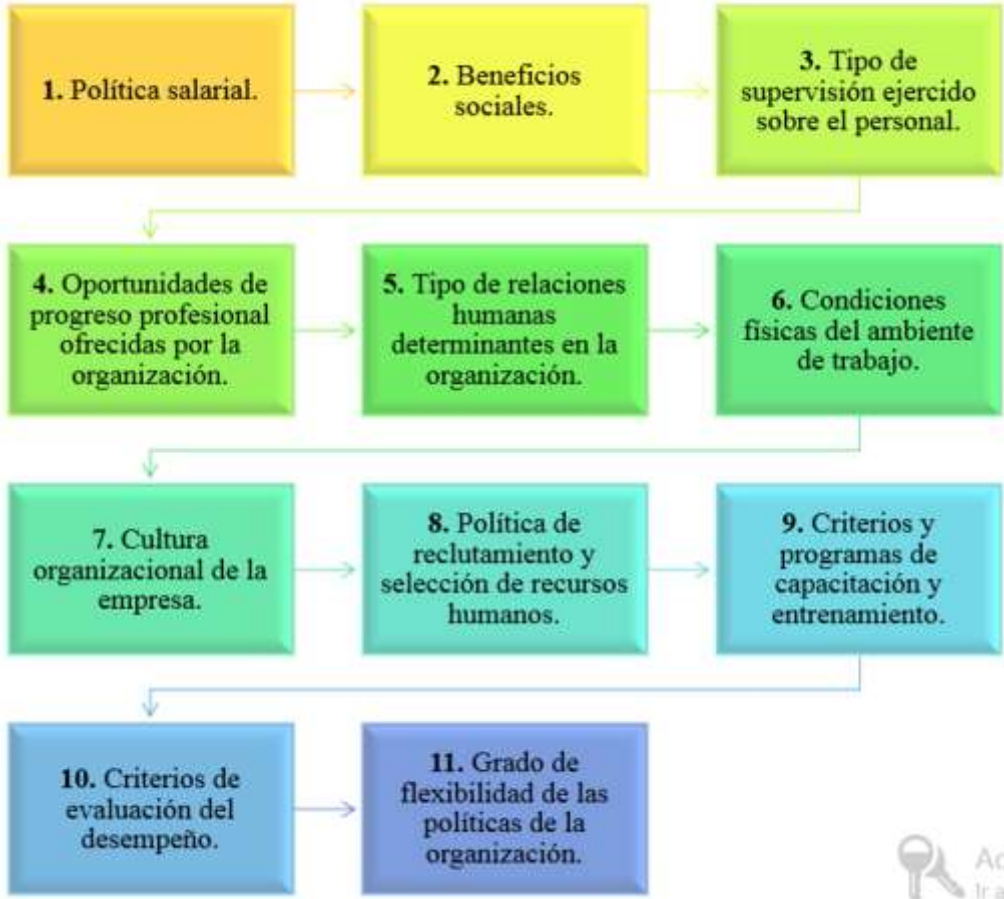 1. Política salarial.
2. Beneficios
sociales.
3. Tipo de
supervisión ejercido
sobre el personal.
4. Oportunidades de
progreso profesional
ofrecidas por la
organización.
5. Tipo de relaciones
humanas
determinantes en la
organización.
6. Condiciones
físicas del ambiente
de trabajo.
7. Cultura
organizacional de la
empresa.
8. Política de
reclutamiento y
selección de recursos
humanos.
9. Criterios y
programas de
capacitación y
entrenamiento.
10. Criterios de
evaluación del
desempeño.
11. Grado de
flexibilidad de las
políticas de la
organización.
Ir a